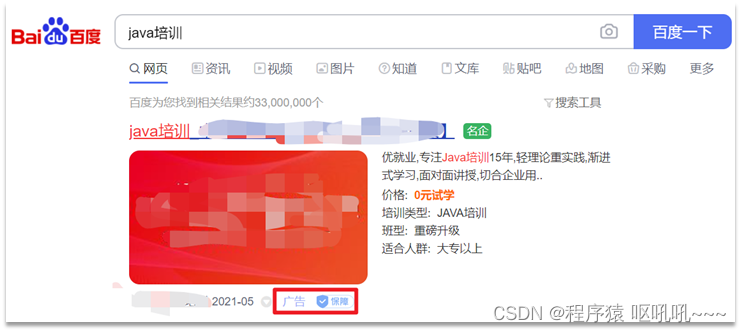 Bai du 百度 java培训 百度一下
网页 资讯 视频 图片 知道 文库 贴吧 地图 采购 更多
百度为您找到相关结果约33,000,000个 搜索工具
java培训 名企
优就业,专注Java培训15年,轻理论重实践,渐进
式学习,面对面讲授,切合企业用..
价格: 0元试学
培训类型: JAVA培训
班型: 重磅升级
适合人群: 大专以上
2021-05 广告 保障
CSDN @程序猿 呕吼吼~~~